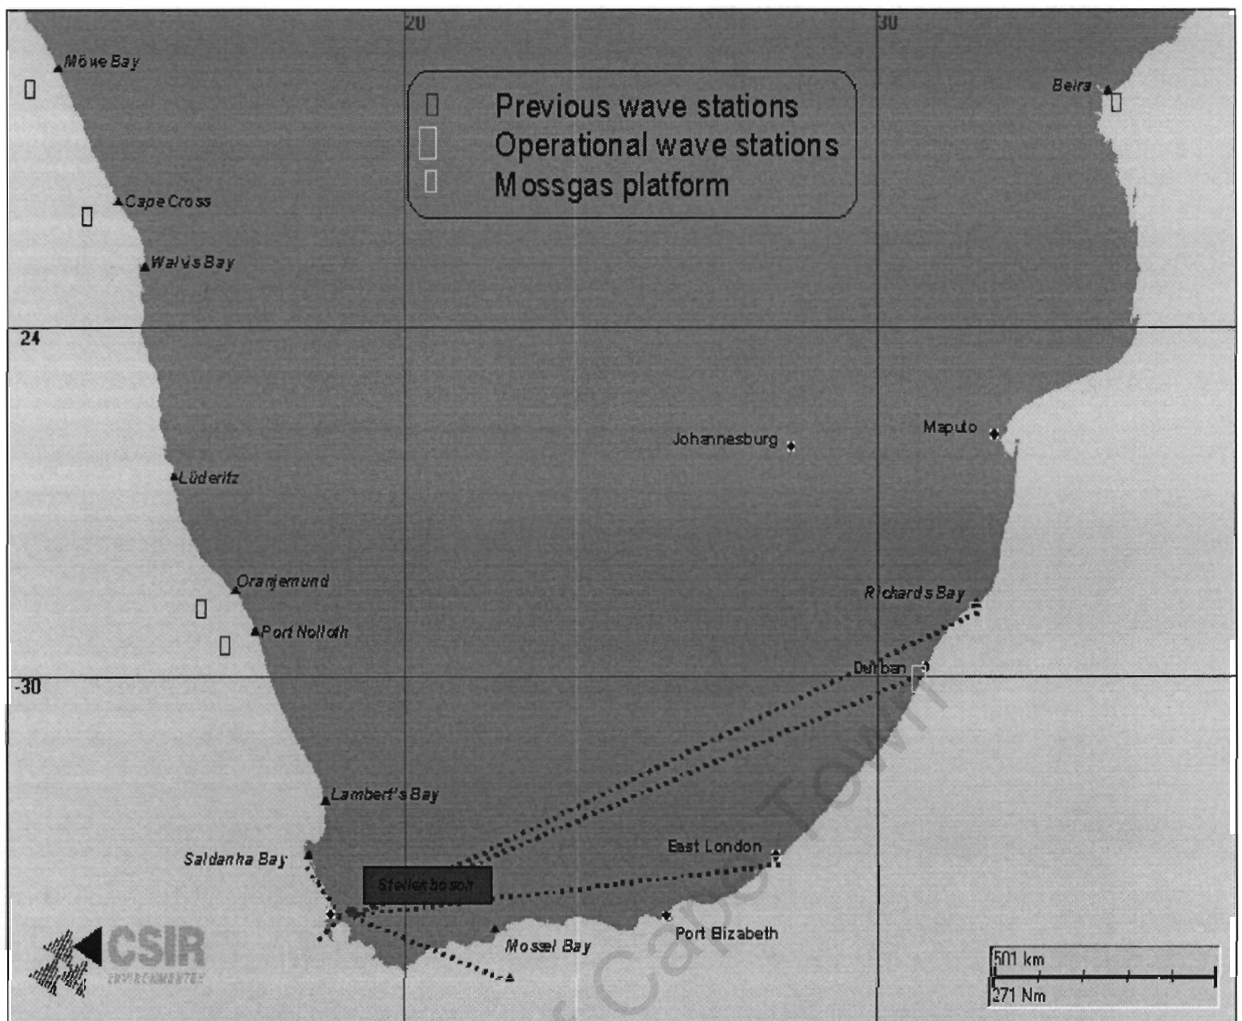 20
30
Möwe Bay
Beira
Previous wave stations
Operational wave stations
Mossgas platform
Cape Cross
Walvis Bay
24
Johannesburg
Maputo
Lüderitz
Oranjemund
Richards Bay
Port Nolloth
Durban
-30
Lambert's Bay
Saldanha Bay
East London
Stellenbosch
Port Elizabeth
Mossel Bay
CSIR
501 km
271 Nm
f Cape Town